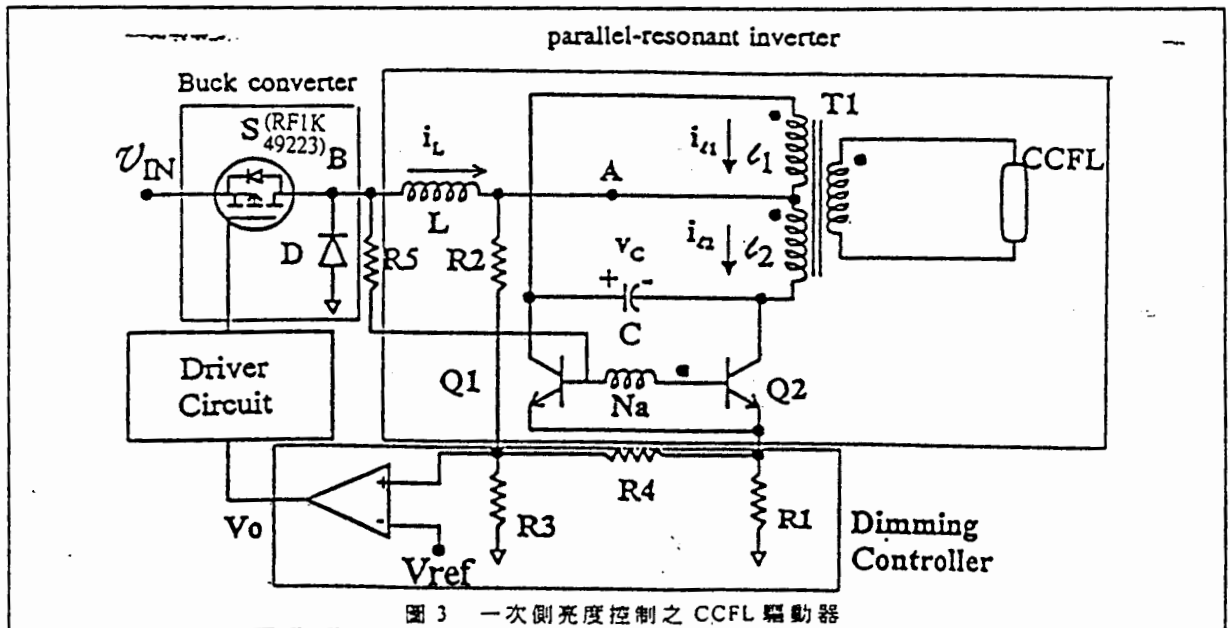 parallel-resonant inverter
Buck converter
S (RF1K
49223)
B
VIN
iL
L
A
T1
iℓ1
ℓ1
CCFL
D
R5
R2
vC
+ -
C
iℓ2
ℓ2
Driver
Circuit
Q1
Na
Q2
R4
+
-
Vo
Vref
R3
R1
Dimming
Controller
圖 3 一次側亮度控制之 CCFL 驅動器